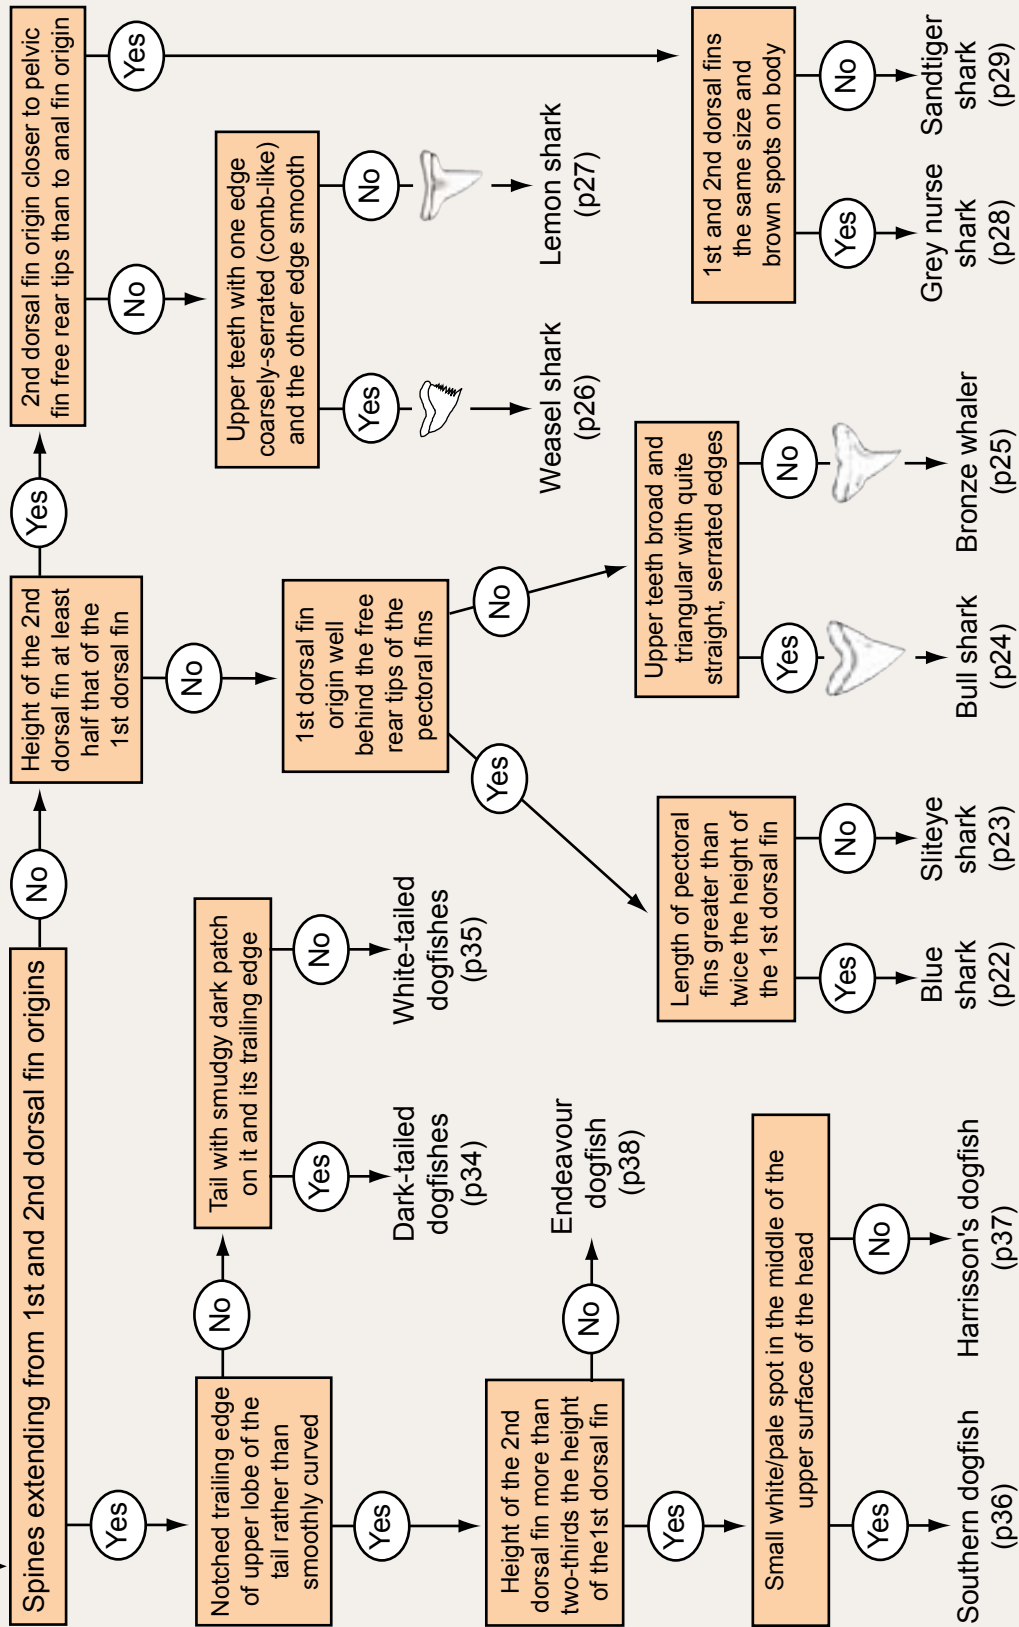 Spines extending from 1st and 2nd dorsal fin origins
Yes
No
Notched trailing edge
of upper lobe of the
tail rather than
smoothly curved
No
Yes
Tail with smudgy dark patch
on it and its trailing edge
Yes
No
Dark-tailed
dogfishes
(p34)
White-tailed
dogfishes
(p35)
Height of the 2nd
dorsal fin more than
two-thirds the height
of the1st dorsal fin
No
Yes
Endeavour
dogfish
(p38)
Small white/pale spot in the middle of the
upper surface of the head
Yes
No
Southern dogfish
(p36)
Harrisson's dogfish
(p37)
Height of the 2nd
dorsal fin at least
half that of the
1st dorsal fin
Yes
No
1st dorsal fin
origin well
behind the free
rear tips of the
pectoral fins
Yes
No
Length of pectoral
fins greater than
twice the height of
the 1st dorsal fin
Yes
No
Blue
shark
(p22)
Sliteye
shark
(p23)
Upper teeth broad and
triangular with quite
straight, serrated edges
Yes
No
Bull shark
(p24)
Bronze whaler
(p25)
2nd dorsal fin origin closer to pelvic
fin free rear tips than to anal fin origin
No
Yes
Upper teeth with one edge
coarsely-serrated (comb-like)
and the other edge smooth
Yes
No
Weasel shark
(p26)
Lemon shark
(p27)
1st and 2nd dorsal fins
the same size and
brown spots on body
Yes
No
Grey nurse
shark
(p28)
Sandtiger
shark
(p29)